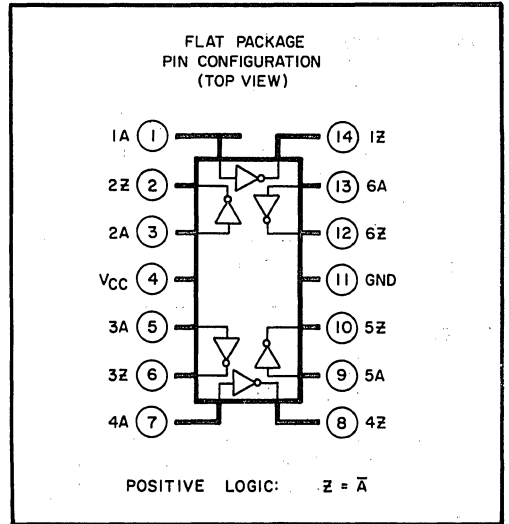 FLAT PACKAGE
PIN CONFIGURATION
(TOP VIEW)
1A 1 14 1Z
2Z 2 13 6A
2A 3 12 6Z
VCC 4 11 GND
3A 5 10 5Z
3Z 6 9 5A
4A 7 8 4Z
POSITIVE LOGIC: Z = A̅